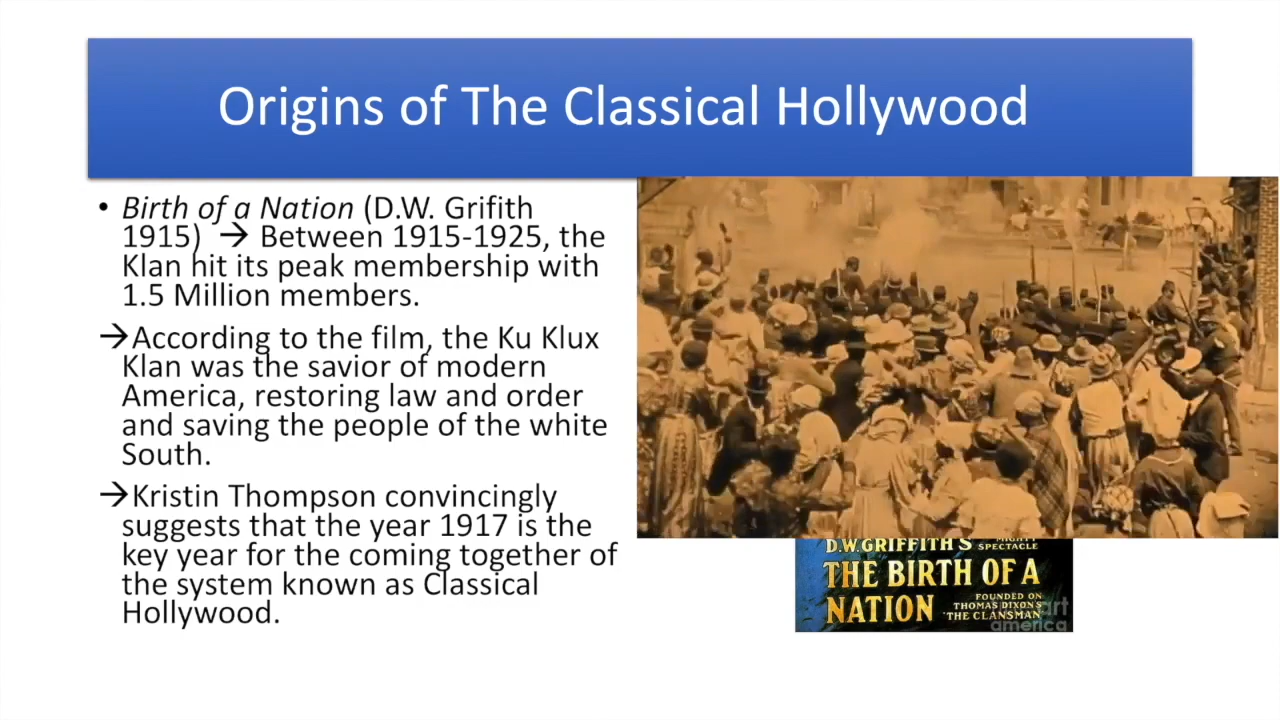 Origins of The Classical Hollywood
• Birth of a Nation (D.W. Grifith
1915) → Between 1915-1925, the
Klan hit its peak membership with
1.5 Million members.
→According to the film, the Ku Klux
Klan was the savior of modern
America, restoring law and order
and saving the people of the white
South.
→Kristin Thompson convincingly
suggests that the year 1917 is the
key year for the coming together of
the system known as Classical
Hollywood.
D.W.GRIFFITH'S MIGHTY
SPECTACLE
THE BIRTH OF A
NATION
FOUNDED ON
THOMAS DIXON'S
"THE CLANSMAN"
art
america